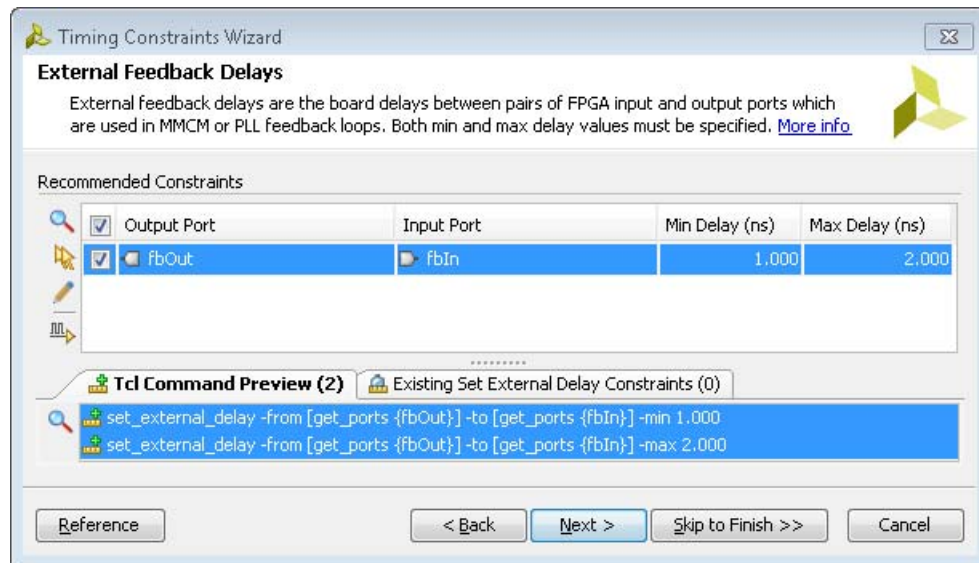 Timing Constraints Wizard
External Feedback Delays
External feedback delays are the board delays between pairs of FPGA input and output ports which
are used in MMCM or PLL feedback loops. Both min and max delay values must be specified. More info
Recommended Constraints
Output Port Input Port Min Delay (ns) Max Delay (ns)
fbOut fbIn 1.000 2.000
Tcl Command Preview (2) Existing Set External Delay Constraints (0)
set_external_delay -from [get_ports {fbOut}] -to [get_ports {fbIn}] -min 1.000
set_external_delay -from [get_ports {fbOut}] -to [get_ports {fbIn}] -max 2.000
Reference < Back Next > Skip to Finish >> Cancel